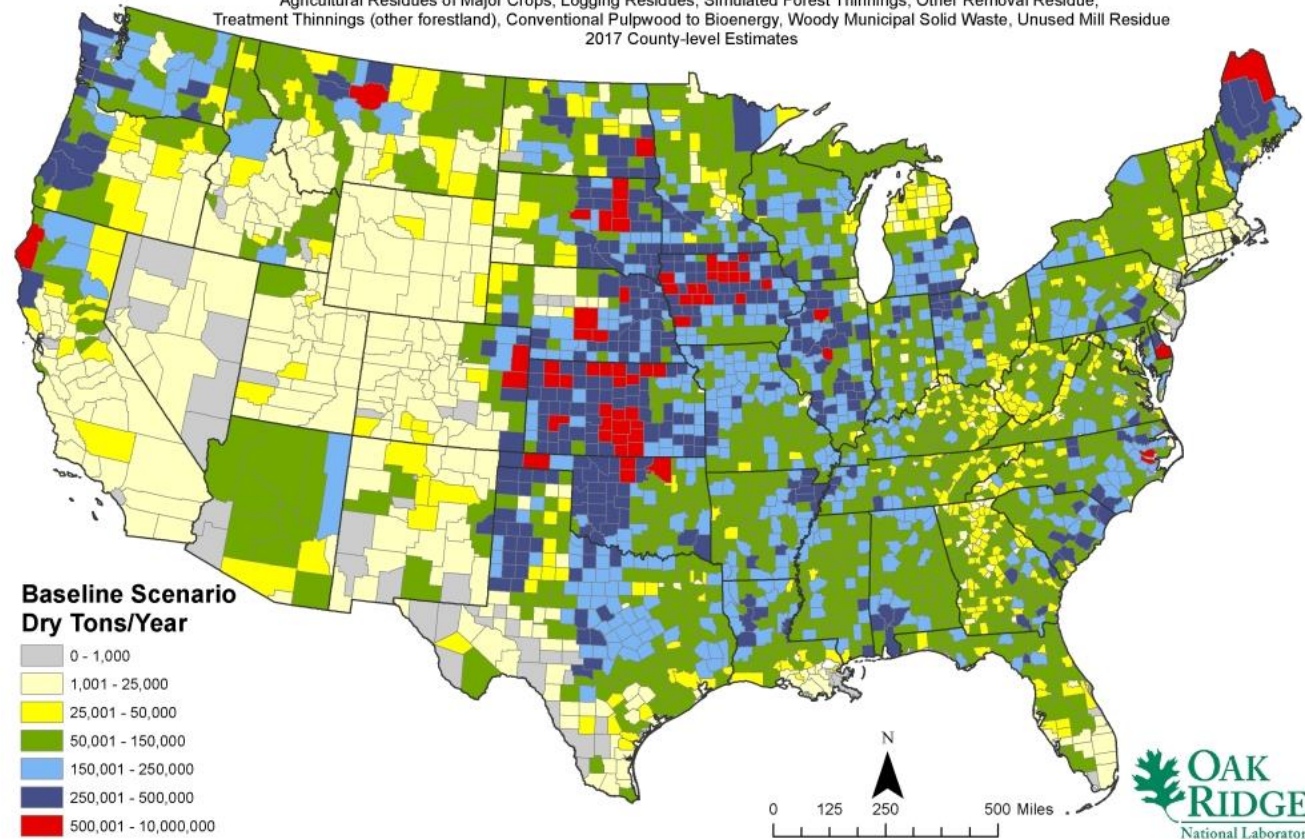 Agricultural Residues of Major Crops, Logging Residues, Simulated Forest Thinnings, Other Removal Residue,
Treatment Thinnings (other forestland), Conventional Pulpwood to Bioenergy, Woody Municipal Solid Waste, Unused Mill Residue
2017 County-level Estimates
Baseline Scenario
Dry Tons/Year
0 - 1,000
1,001 - 25,000
25,001 - 50,000
50,001 - 150,000
150,001 - 250,000
250,001 - 500,000
500,001 - 10,000,000
N
0 125 250 500 Miles
OAK
RIDGE
National Laborator